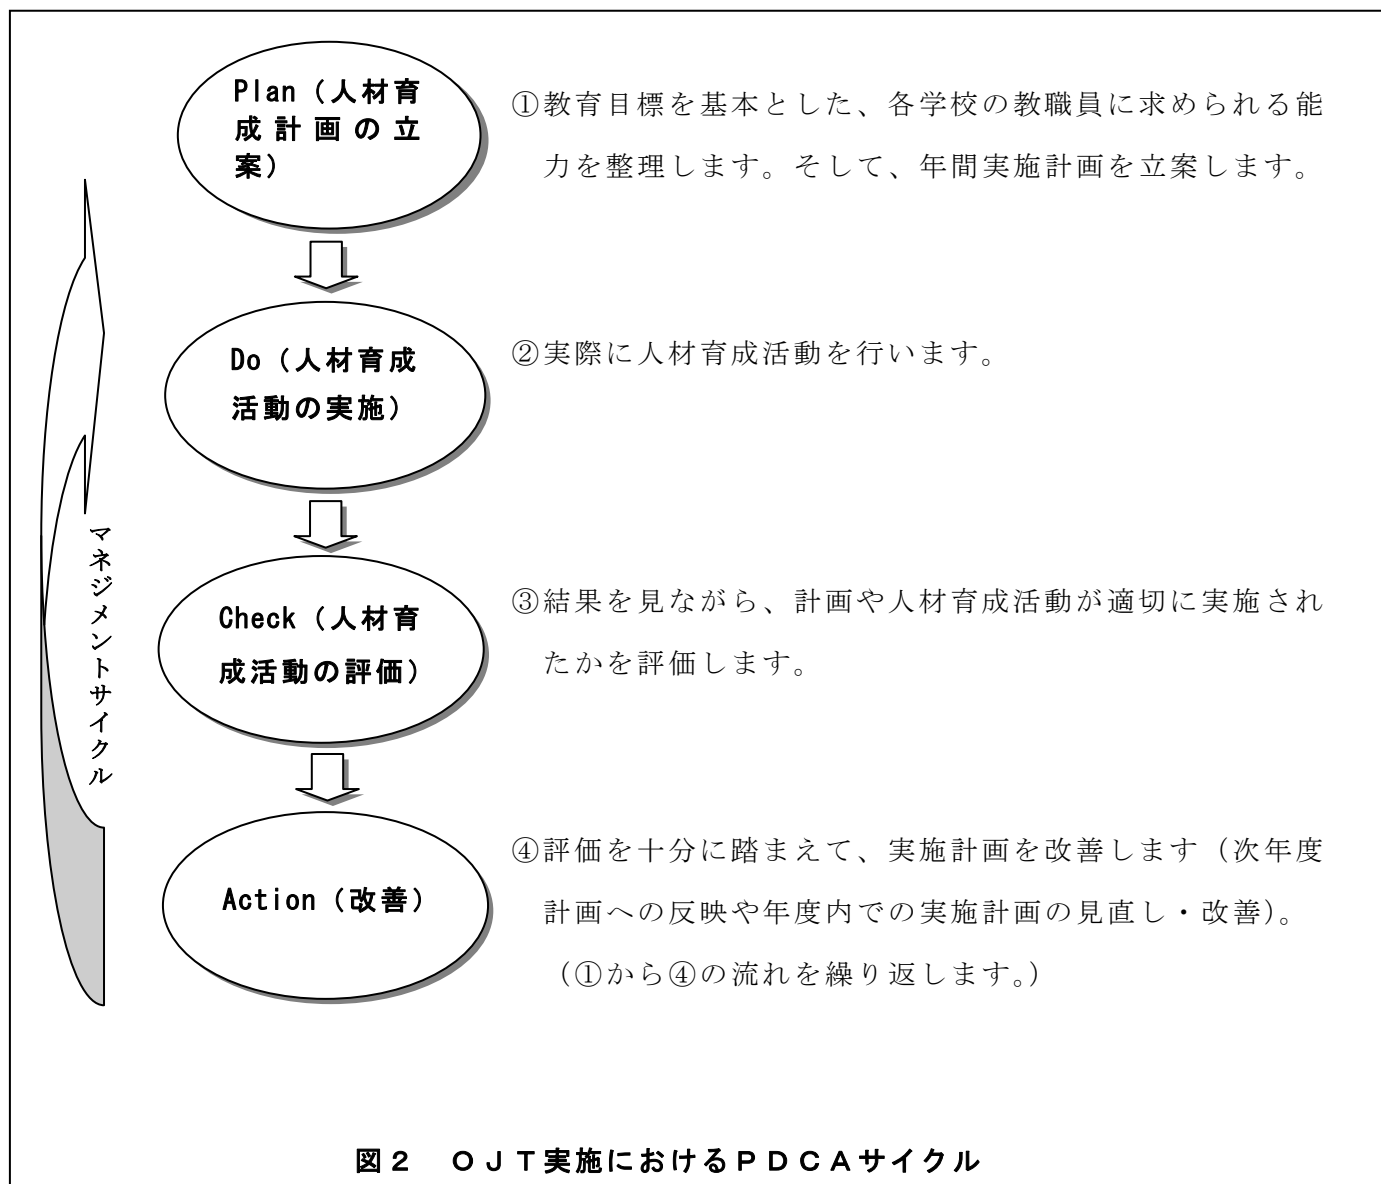 Plan（人材育
成計画の立
案）
①教育目標を基本とした、各学校の教職員に求められる能
力を整理します。そして、年間実施計画を立案します。
Do（人材育成
活動の実施）
②実際に人材育成活動を行います。
マネジメントサイクル
Check（人材育
成活動の評価）
③結果を見ながら、計画や人材育成活動が適切に実施され
たかを評価します。
Action（改善）
④評価を十分に踏まえて、実施計画を改善します（次年度
計画への反映や年度内での実施計画の見直し・改善）。
（①から④の流れを繰り返します。）
図２　ＯＪＴ実施におけるＰＤＣＡサイクル